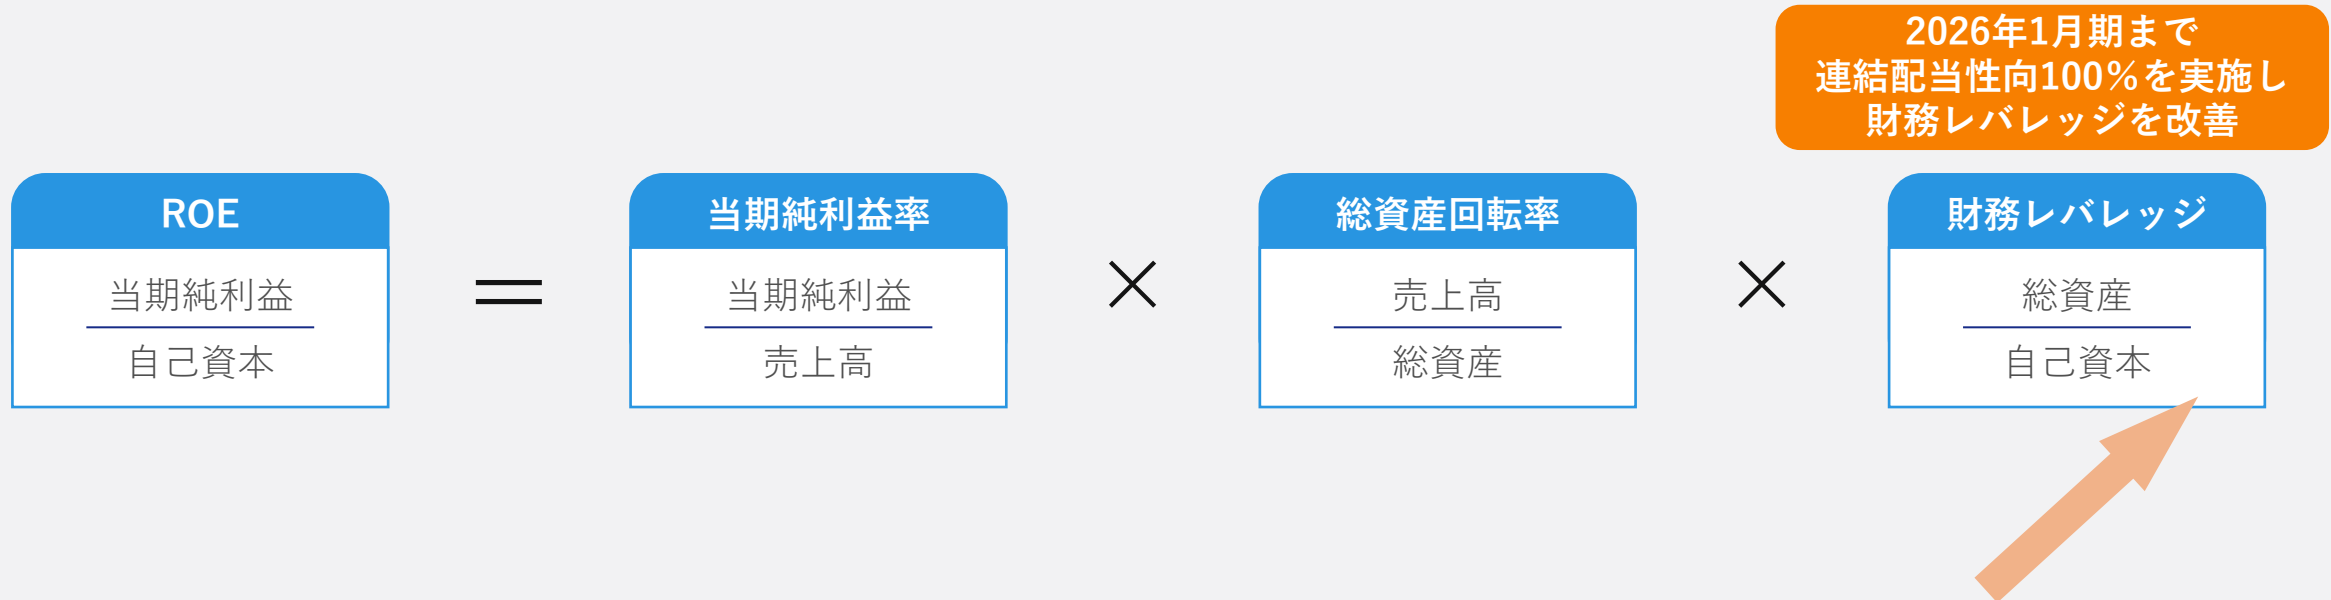 2026年1月期まで
連結配当性向100％を実施し
財務レバレッジを改善
ROE
当期純利益
自己資本
＝
当期純利益率
当期純利益
売上高
×
総資産回転率
売上高
総資産
×
財務レバレッジ
総資産
自己資本